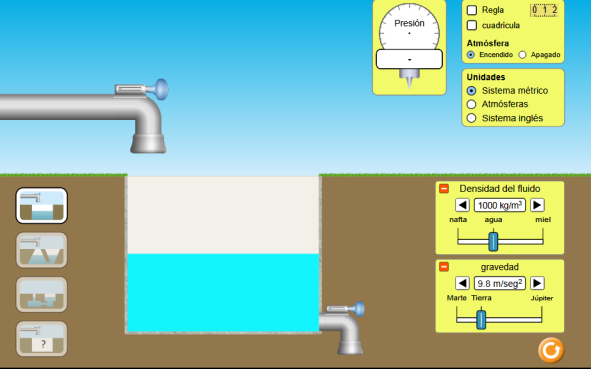 Presión
-
Regla
0 1 2
cuadrícula
Atmósfera
Encendido
Apagado
Unidades
Sistema métrico
Atmósferas
Sistema inglés
Densidad del fluido
1000 kg/m³
nafta agua miel
gravedad
9.8 m/seg²
Marte Tierra Júpiter
?